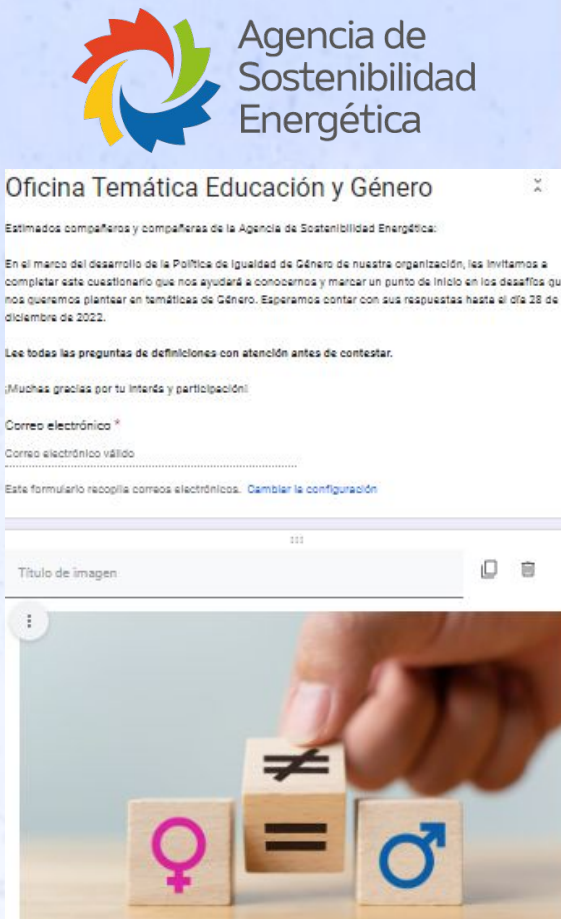 Agencia de
Sostenibilidad
Energética
Oficina Temática Educación y Género
Estimados compañeros y compañeras de la Agencia de Sostenibilidad Energética:
En el marco del desarrollo de la Política de Igualdad de Género de nuestra organización, les invitamos a
completar este cuestionario que nos ayudará a conocernos y marcar un punto de inicio en los desafíos qu
nos queremos plantear en temáticas de Género. Esperamos contar con sus respuestas hasta el día 28 de
diciembre de 2022.
Lee todas las preguntas de definiciones con atención antes de contestar.
¡Muchas gracias por tu interés y participación!
Correo electrónico *
Correo electrónico válido
Este formulario recopila correos electrónicos. Cambiar la configuración
Título de imagen
≠
♀ = ♂